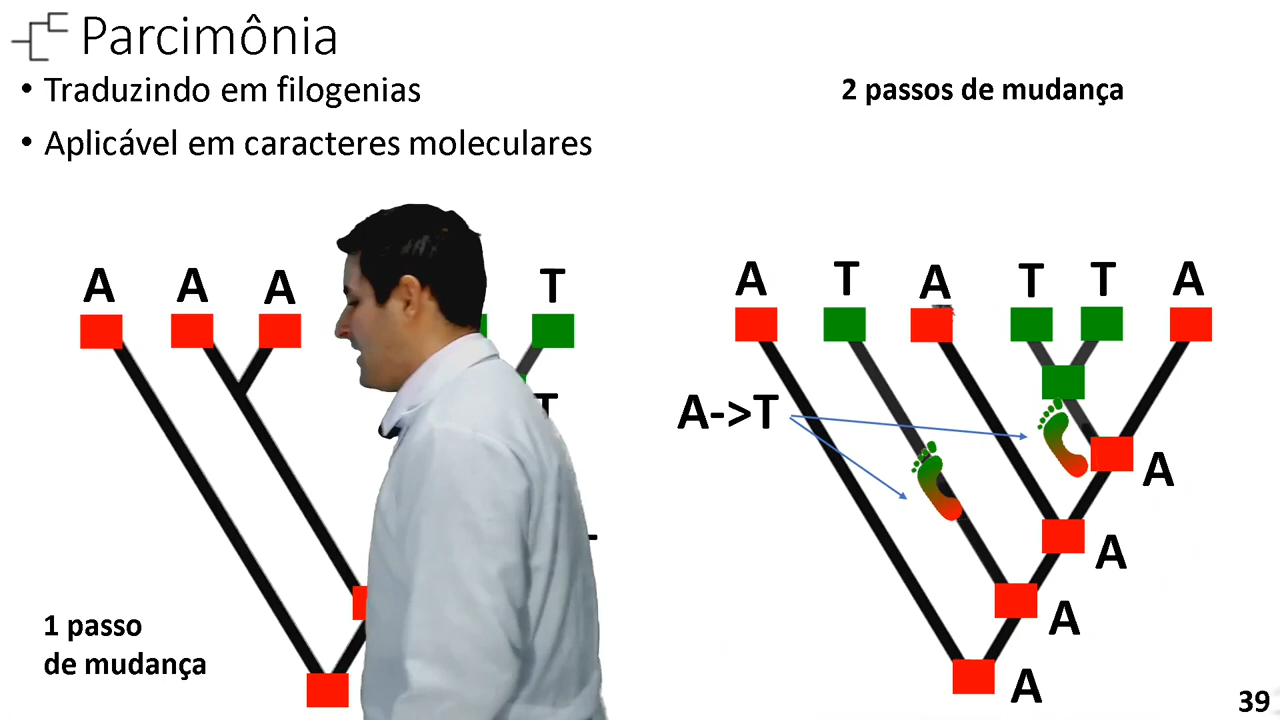 Parcimônia
• Traduzindo em filogenias
• Aplicável em caracteres moleculares
2 passos de mudança
A A A T
T
1 passo
de mudança
A T A T T A
A->T
A
A
A
A
39